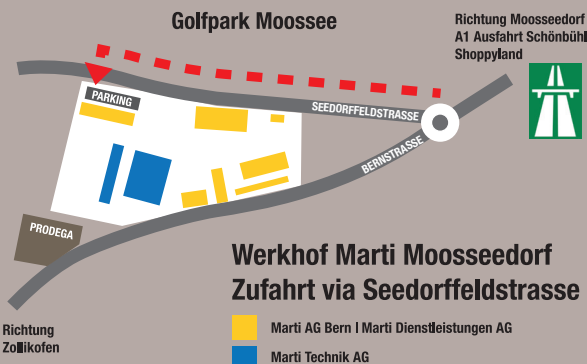 Golfpark Moossee
Richtung Moosseedorf
A1 Ausfahrt Schönbühl
Shoppyland
PARKING
SEEDORFFELDSTRASSE
BERNSTRASSE
PRODEGA
Werkhof Marti Moosseedorf
Zufahrt via Seedorffeldstrasse
Richtung
Zollikofen
Marti AG Bern I Marti Dienstleistungen AG
Marti Technik AG